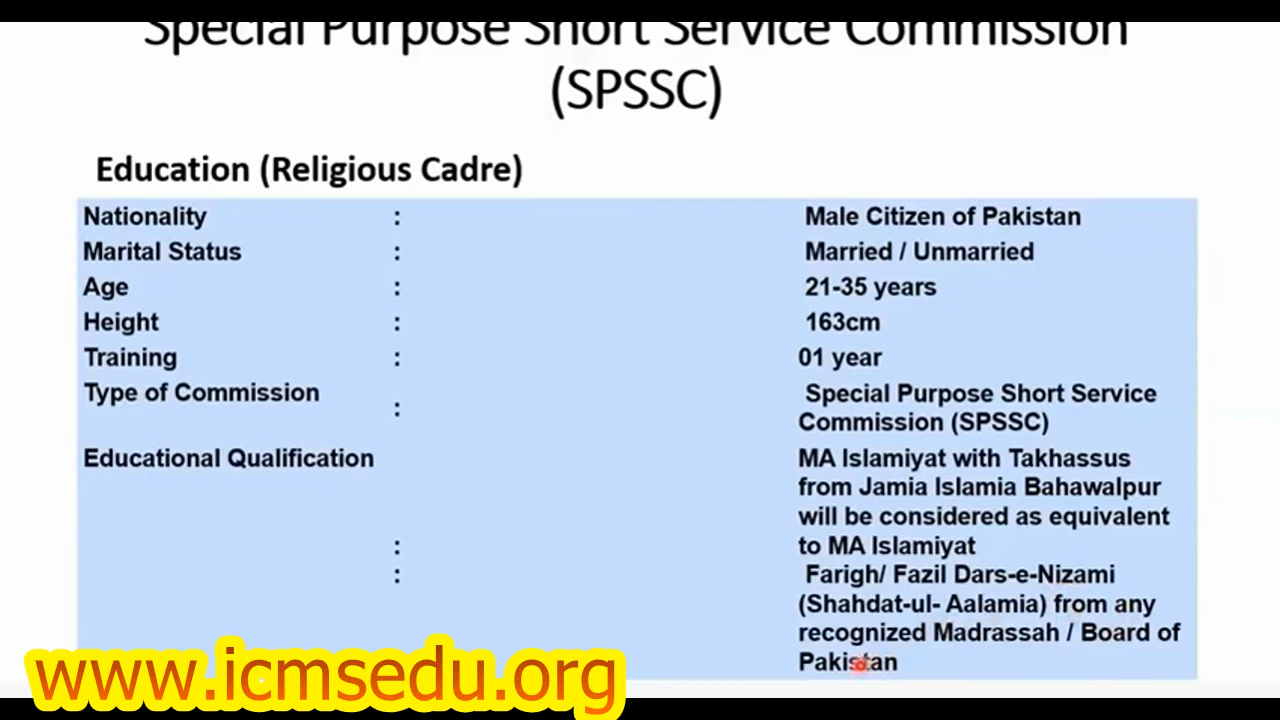 Special Purpose Short Service Commission
(SPSSC)
Education (Religious Cadre)
Nationality : Male Citizen of Pakistan
Marital Status : Married / Unmarried
Age : 21-35 years
Height : 163cm
Training : 01 year
Type of Commission : Special Purpose Short Service
Commission (SPSSC)
Educational Qualification MA Islamiyat with Takhassus
from Jamia Islamia Bahawalpur
will be considered as equivalent
: to MA Islamiyat
: Farigh/ Fazil Dars-e-Nizami
(Shahdat-ul- Aalamia) from any
recognized Madrassah / Board of
Pakistan
www.icmsedu.org